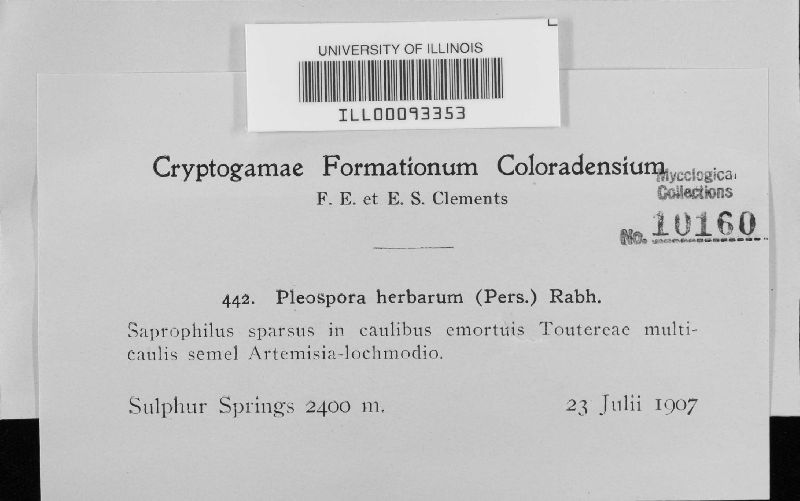 UNIVERSITY OF ILLINOIS
ILL00093353
Cryptogamae Formationum Coloradensium
F. E. et E. S. Clements
Mycological
Collections
No. 10160
442. Pleospora herbarum (Pers.) Rabh.
Saprophilus sparsus in caulibus emortuis Toutereae multi-
caulis semel Artemisia-lochmodio.
Sulphur Springs 2400 m.
23 Julii 1907